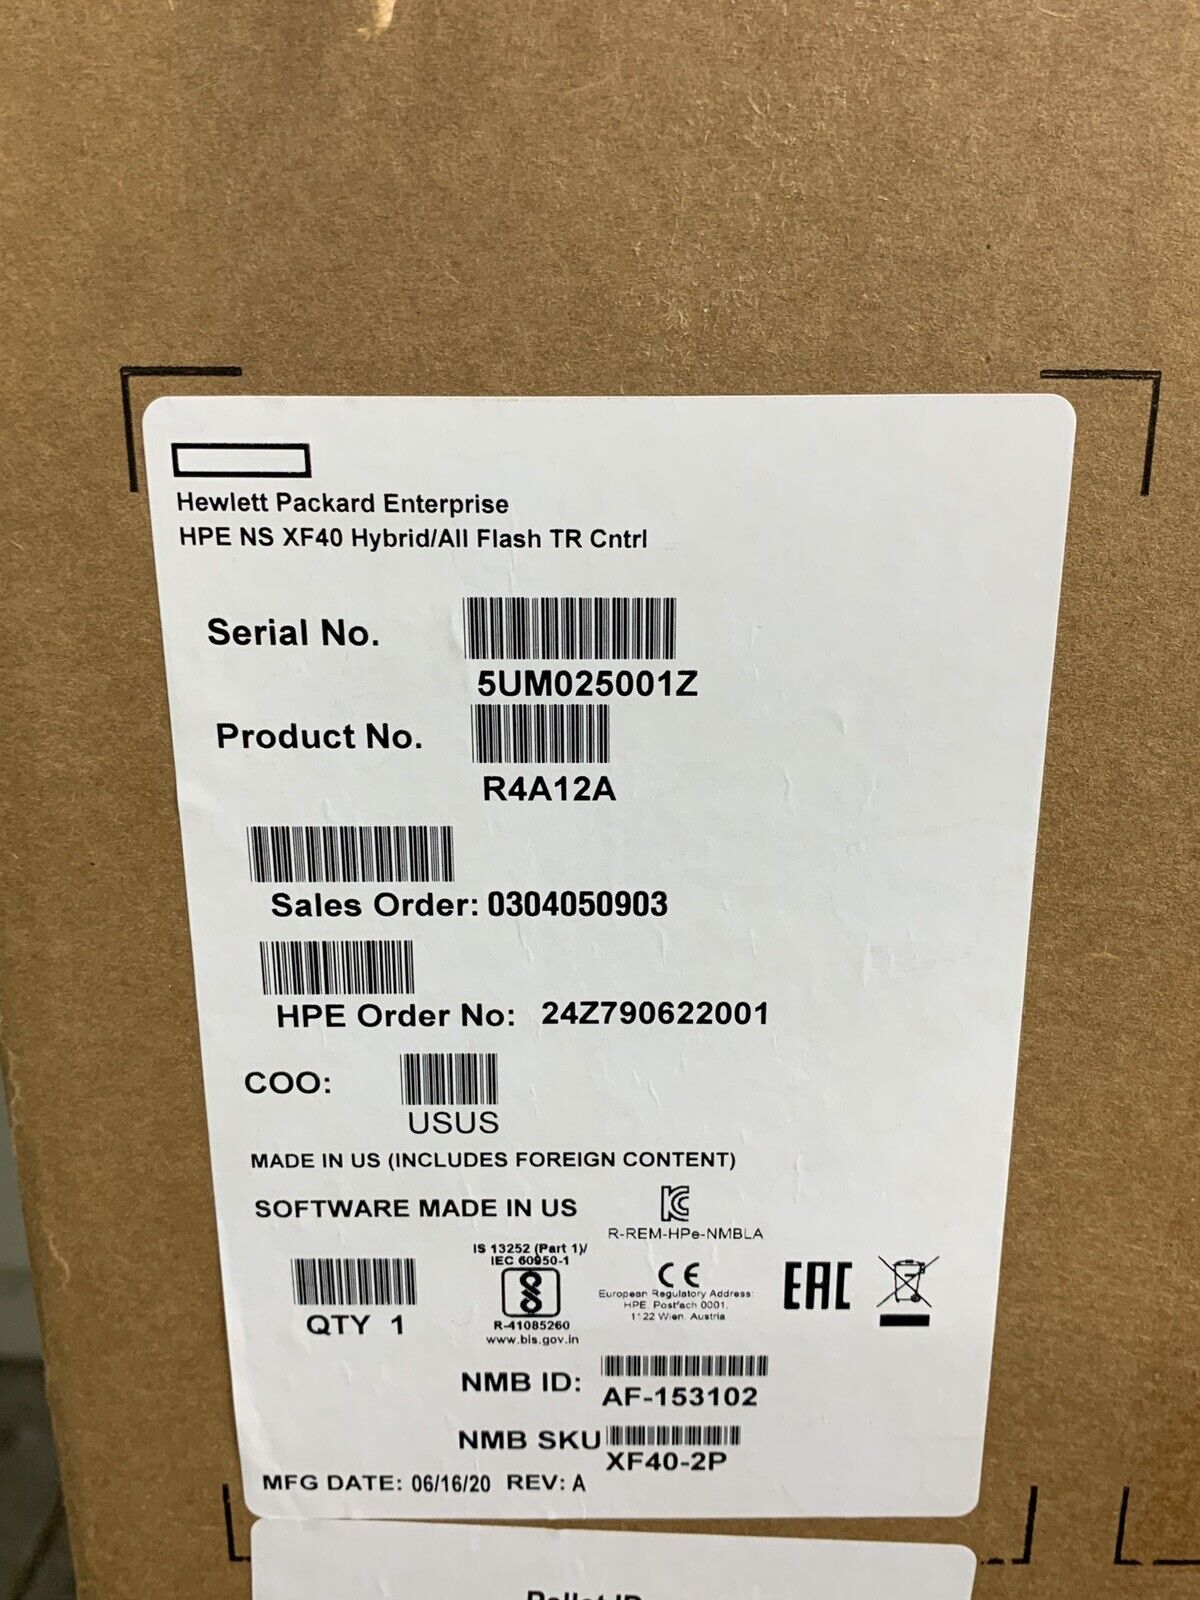 Hewlett Packard Enterprise
HPE NS XF40 Hybrid/All Flash TR Cntrl
Serial No.
5UM025001Z
Product No.
R4A12A
Sales Order: 0304050903
HPE Order No: 24Z790622001
COO:
USUS
MADE IN US (INCLUDES FOREIGN CONTENT)
SOFTWARE MADE IN US
R-REM-HPe-NMBLA
QTY 1
IS 13252 (Part 1)/
IEC 60950-1
R-41085260
www.bis.gov.in
CE
European Regulatory Address:
HPE Postfach 0001,
1122 Wien, Austria
EAC
NMB ID:
AF-153102
NMB SKU
XF40-2P
MFG DATE: 06/16/20 REV: A